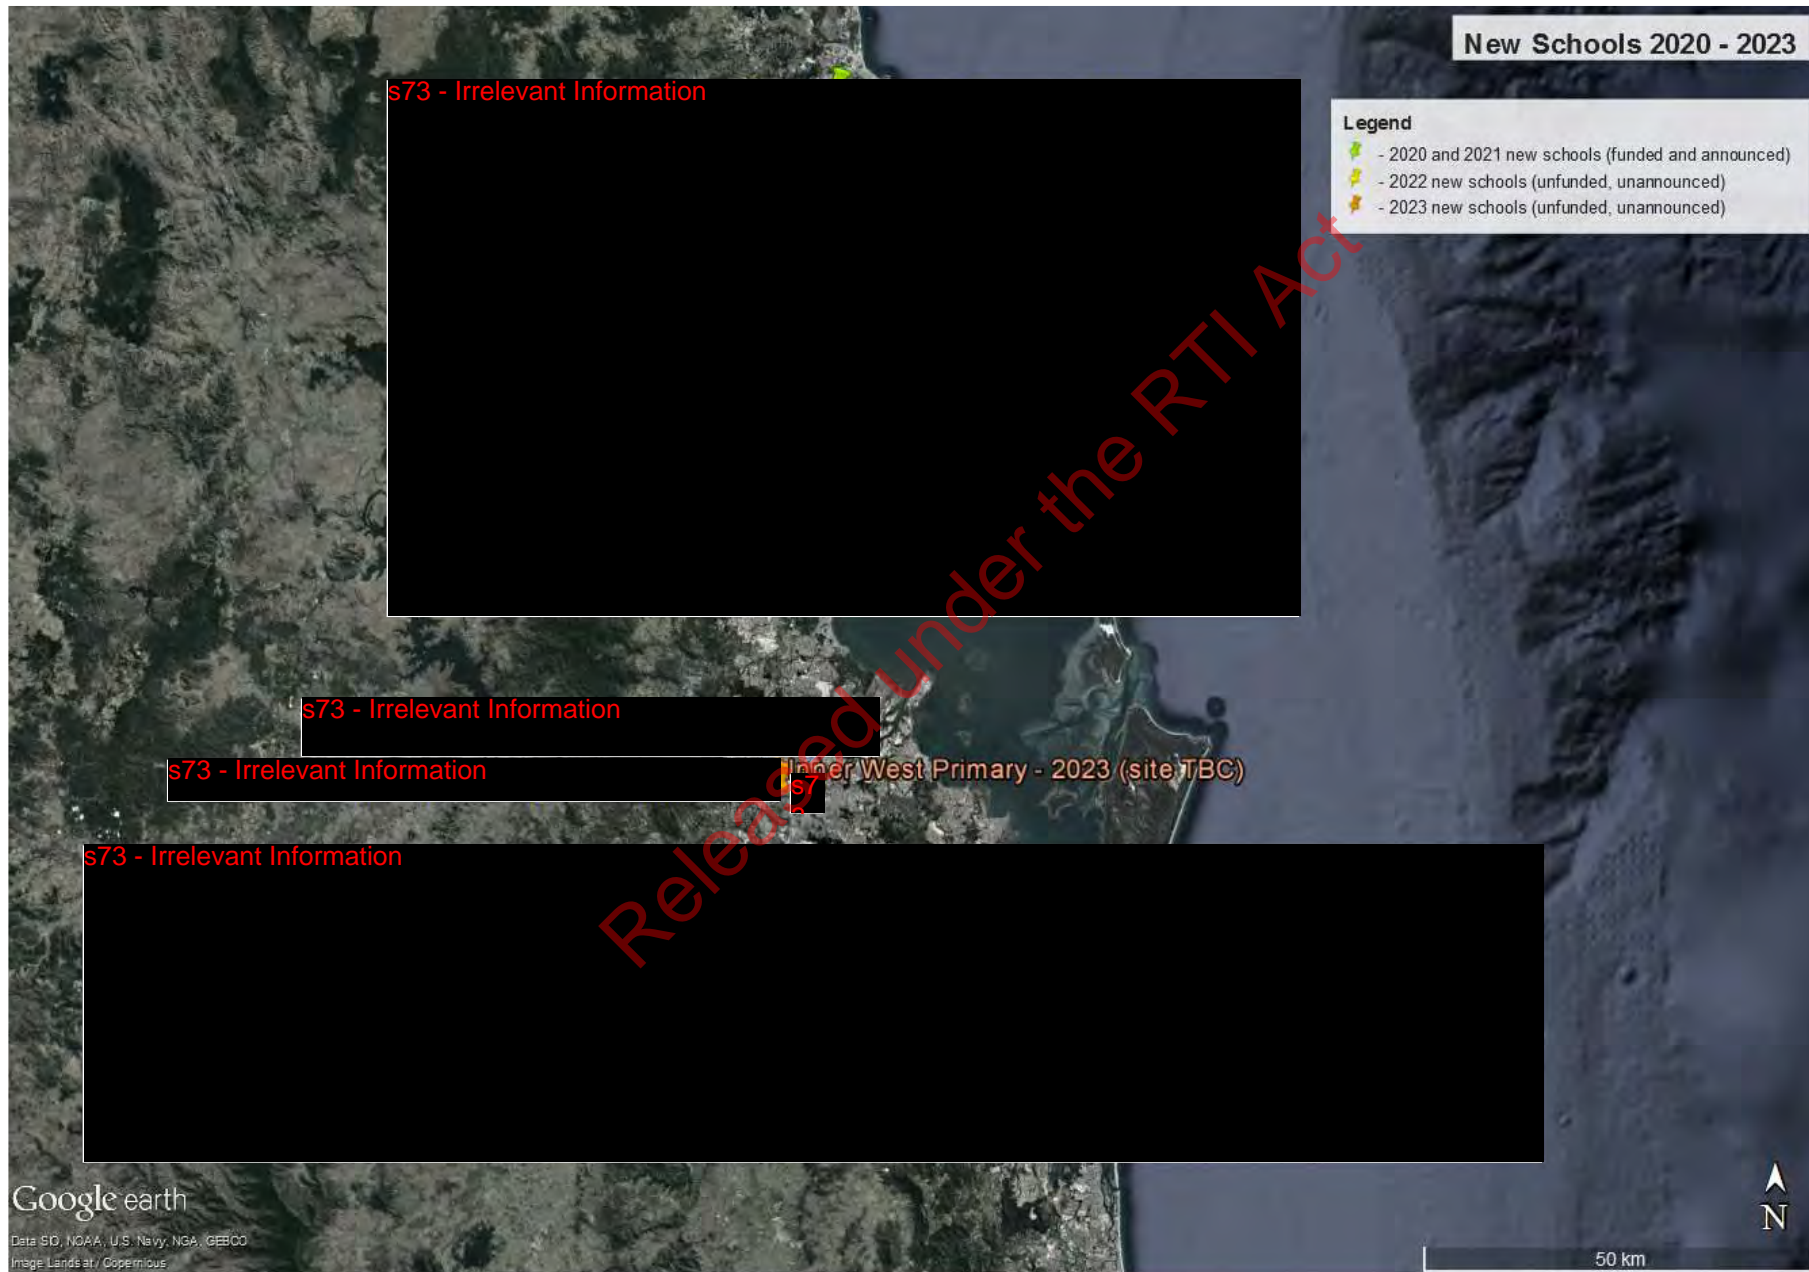 New Schools 2020 - 2023
s73 - Irrelevant Information
Legend
- 2020 and 2021 new schools (funded and announced)
- 2022 new schools (unfunded, unannounced)
- 2023 new schools (unfunded, unannounced)
Released under the RTI Act
s73 - Irrelevant Information
s73 - Irrelevant Information
Inner West Primary - 2023 (site TBC)
s73
s73 - Irrelevant Information
Google earth
Data SIO, NOAA, U.S. Navy, NGA, GEBCO
Image Landsat / Copernicus
N
50 km